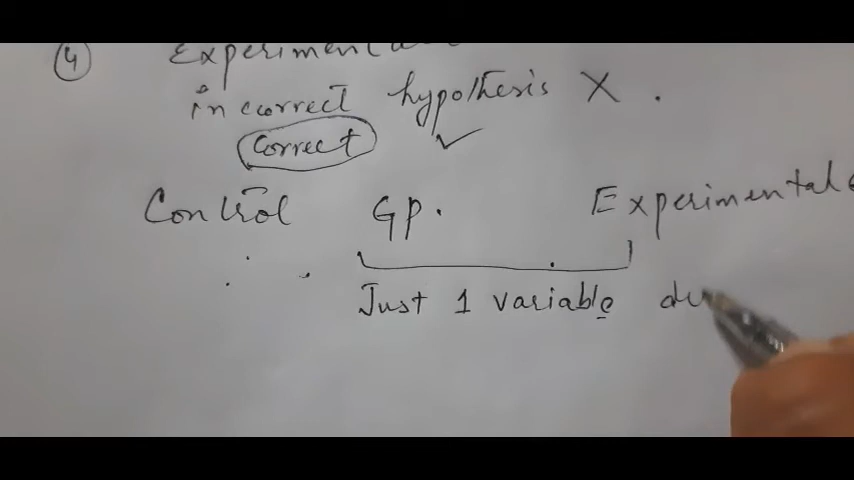 4
incorrect hypothesis X .
Correct ✓
Control GP. Experimental
Just 1 variable